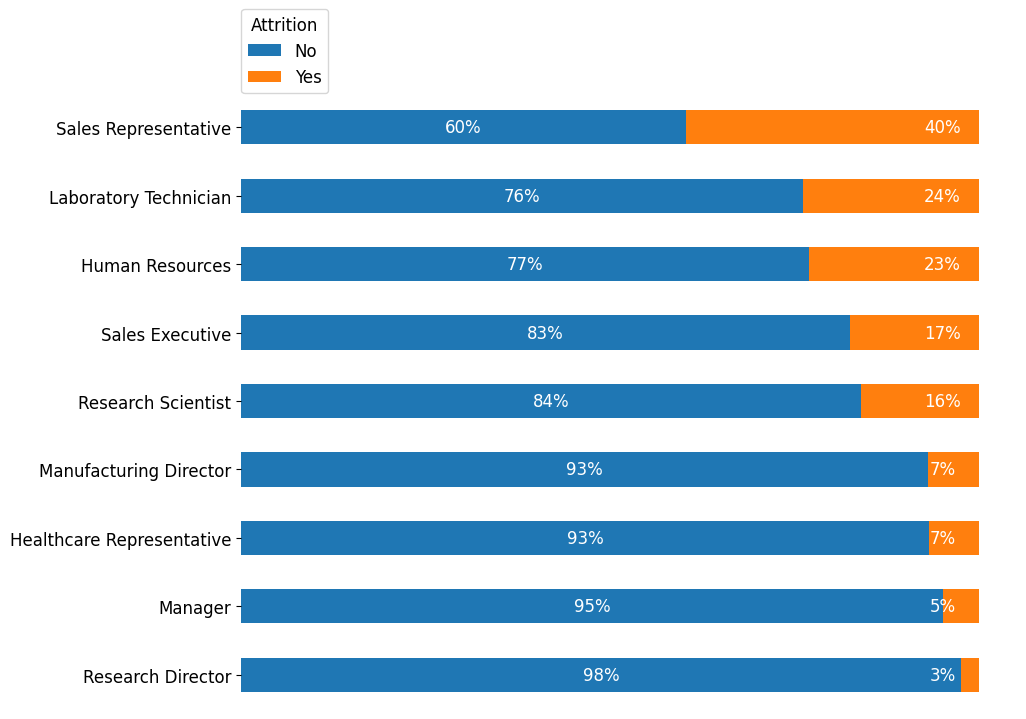 Attrition
No
Yes
Sales Representative 60% 40%
Laboratory Technician 76% 24%
Human Resources 77% 23%
Sales Executive 83% 17%
Research Scientist 84% 16%
Manufacturing Director 93% 7%
Healthcare Representative 93% 7%
Manager 95% 5%
Research Director 98% 3%